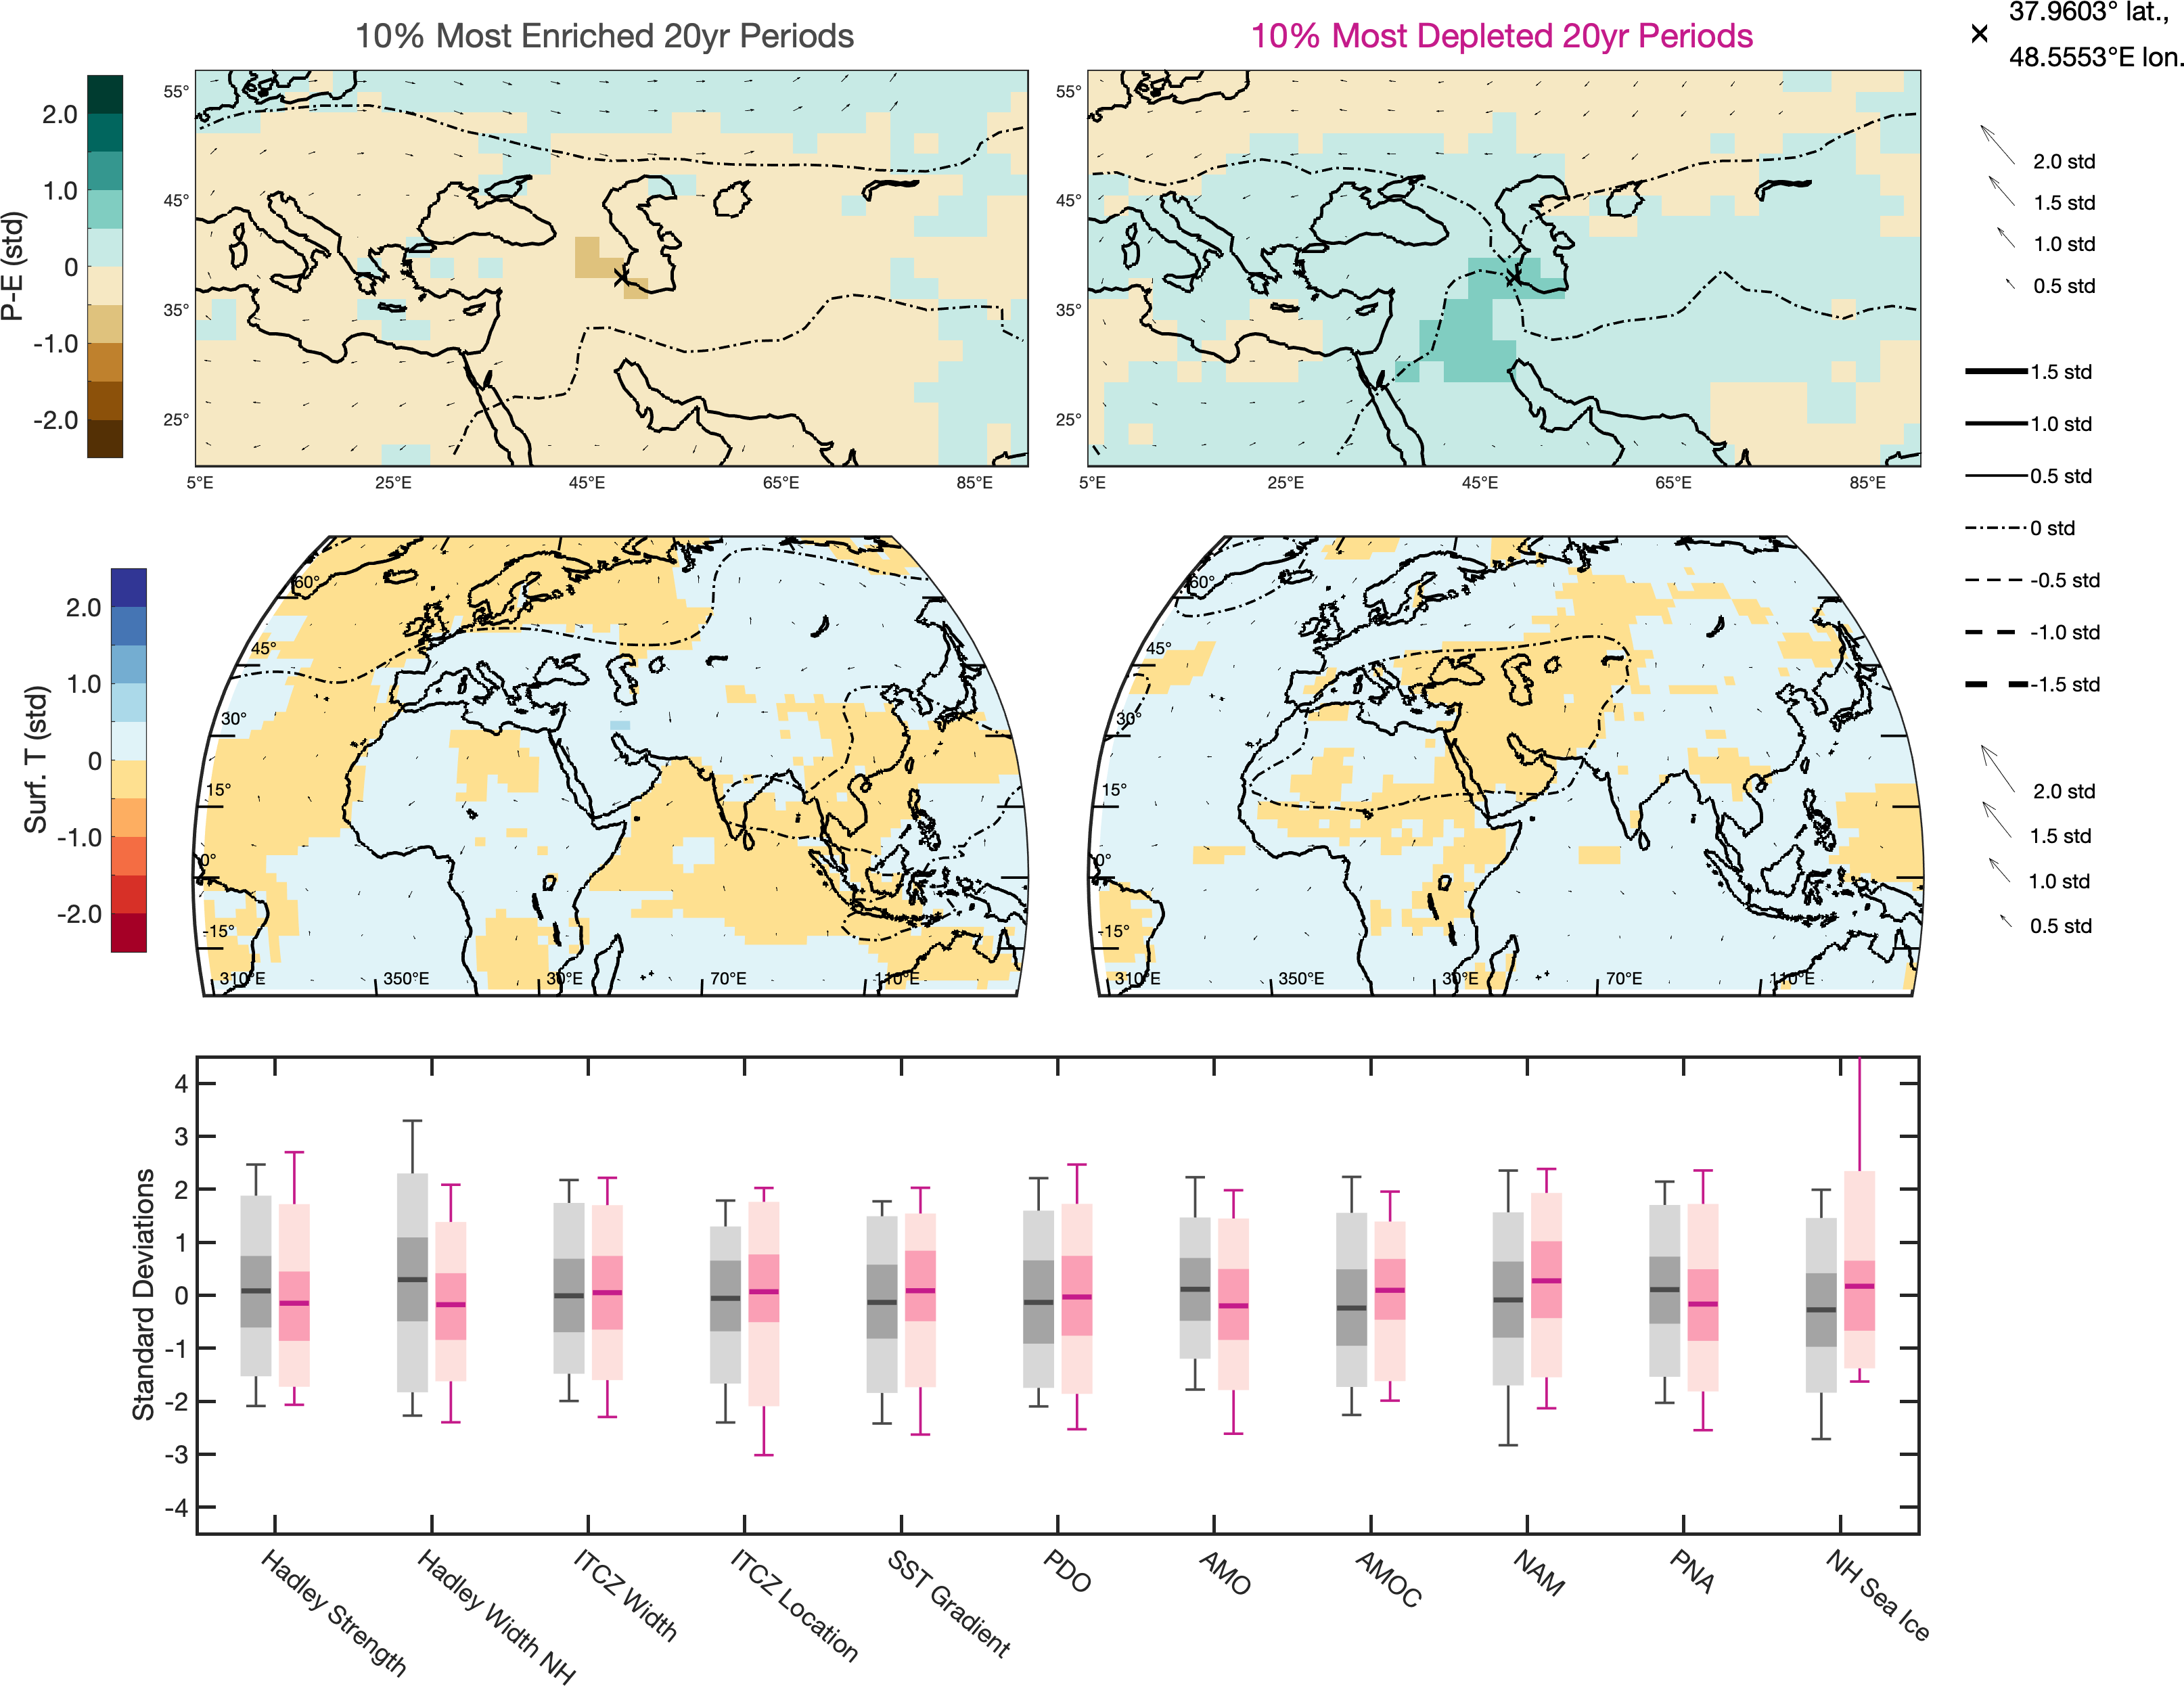 10% Most Enriched 20yr Periods
10% Most Depleted 20yr Periods
37.9603° lat.,
48.5553°E lon.
P-E (std)
2.0
1.0
0
-1.0
-2.0
55°
45°
35°
25°
5°E
25°E
45°E
65°E
85°E
55°
45°
35°
25°
5°E
25°E
45°E
65°E
85°E
2.0 std
1.5 std
1.0 std
0.5 std
1.5 std
1.0 std
0.5 std
0 std
-0.5 std
-1.0 std
-1.5 std
Surf. T (std)
2.0
1.0
0
-1.0
-2.0
60°
45°
30°
15°
0°
-15°
310°E
350°E
30°E
70°E
110°E
60°
45°
30°
15°
0°
-15°
310°E
350°E
30°E
70°E
110°E
2.0 std
1.5 std
1.0 std
0.5 std
Standard Deviations
4
3
2
1
0
-1
-2
-3
-4
Hadley Strength
Hadley Width NH
ITCZ Width
ITCZ Location
SST Gradient
PDO
AMO
AMOC
NAM
PNA
NH Sea Ice